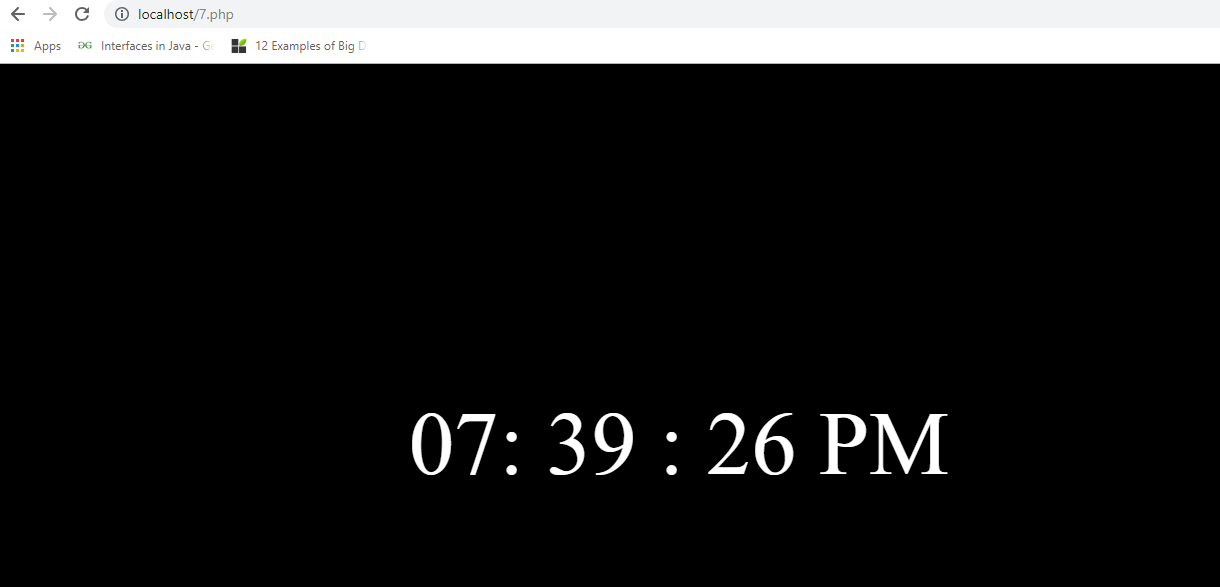 localhost/7.php
Apps
Interfaces in Java - G
12 Examples of Big D
07: 39 : 26 PM